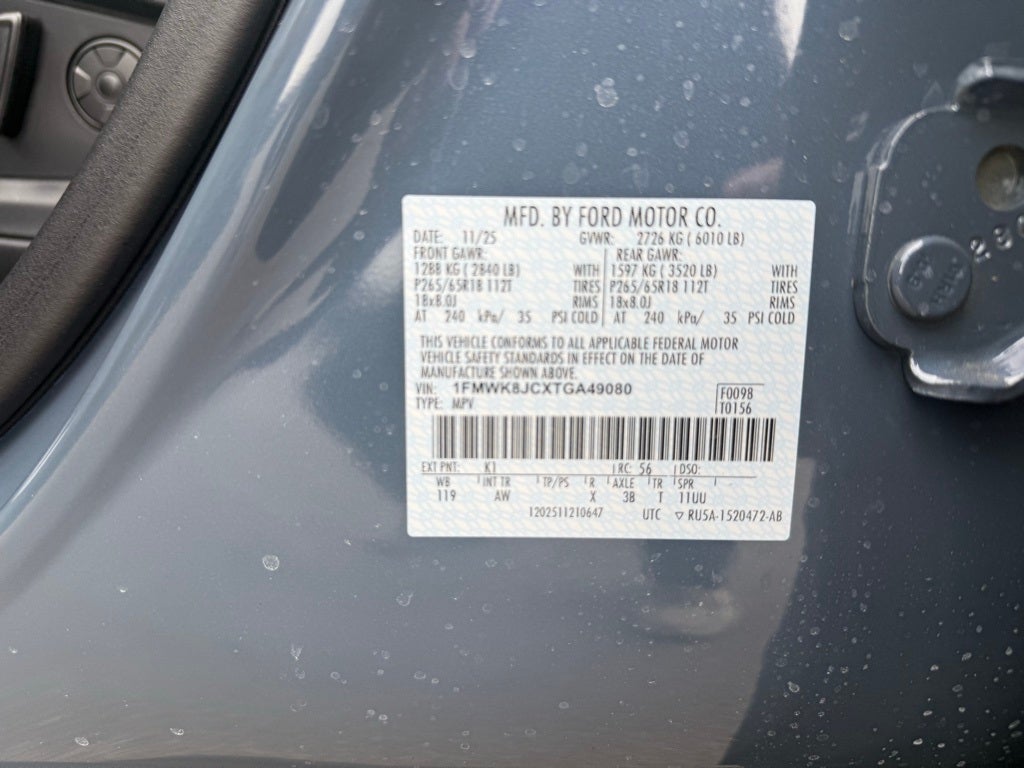 MFD. BY FORD MOTOR CO.
DATE: 11/25 GVWR: 2726 KG ( 6010 LB)
FRONT GAWR: REAR GAWR:
1288 KG ( 2840 LB) WITH 1597 KG ( 3520 LB) WITH
P265/65R18 112T TIRES P265/65R18 112T TIRES
18x8.0J RIMS 18x8.0J RIMS
AT 240 kPa/ 35 PSI COLD AT 240 kPa/ 35 PSI COLD
THIS VEHICLE CONFORMS TO ALL APPLICABLE FEDERAL MOTOR
VEHICLE SAFETY STANDARDS IN EFFECT ON THE DATE OF
MANUFACTURE SHOWN ABOVE.
VIN: 1FMWK8JCXTGA49080 F0098
TYPE: MPV T0156
EXT PNT: K1 RC: 56 DSO:
WB INT TR TP/PS R AXLE TR SPR
119 AW X 3B T 11UU
1202511210647 UTC ▽ RU5A-1520472-AB